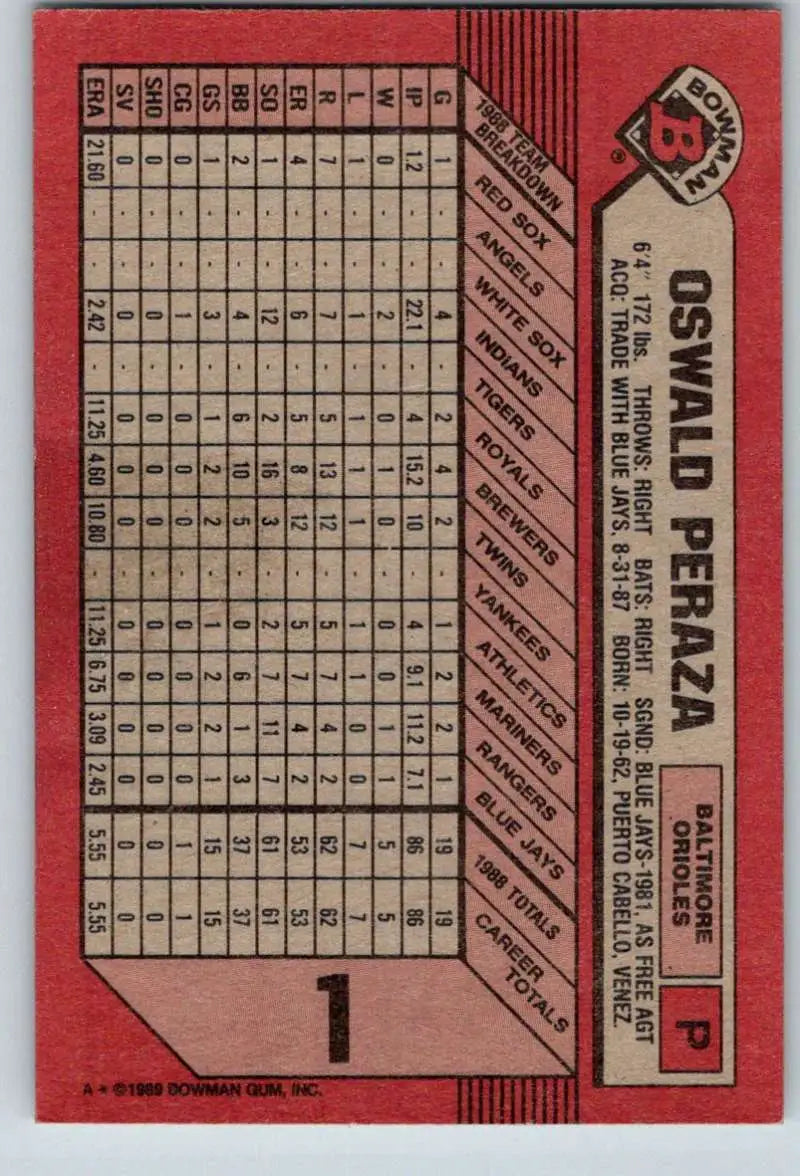 BOWMAN
B
OSWALD PERAZA
BALTIMORE
ORIOLES
P
6'4" 172 lbs. THROWS: RIGHT BATS: RIGHT SGND: BLUE JAYS-1981, AS FREE AGT
ACQ: TRADE WITH BLUE JAYS, 8-31-87 BORN: 10-19-62, PUERTO CABELLO, VENEZ.
1988 TEAM
BREAKDOWN
RED SOX
ANGELS
WHITE SOX
INDIANS
TIGERS
ROYALS
BREWERS
TWINS
YANKEES
ATHLETICS
MARINERS
RANGERS
BLUE JAYS
1988 TOTALS
CAREER
TOTALS
G 1 · · 4 · 2 4 2 · 1 2 2 1 19 19
IP 1.2 · · 22.1 · 4 15.2 10 · 4 9.1 11.2 7.1 86 86
W 0 · · 2 · 0 1 0 · 0 0 1 1 5 5
L 1 · · 1 · 1 1 1 · 1 1 0 0 7 7
R 7 · · 7 · 5 13 12 · 5 7 4 2 62 62
ER 4 · · 6 · 5 8 12 · 5 7 4 2 53 53
SO 1 · · 12 · 2 16 3 · 2 7 11 7 61 61
BB 2 · · 4 · 6 10 5 · 0 6 1 3 37 37
GS 1 · · 3 · 1 2 2 · 1 2 2 1 15 15
CG 0 · · 1 · 0 0 0 · 0 0 0 0 1 1
SHO 0 · · 0 · 0 0 0 · 0 0 0 0 0 0
SV 0 · · 0 · 0 0 0 · 0 0 0 0 0 0
ERA 21.60 · · 2.42 · 11.25 4.60 10.80 · 11.25 6.75 3.09 2.45 5.55 5.55
1
A * ©1989 BOWMAN GUM, INC.